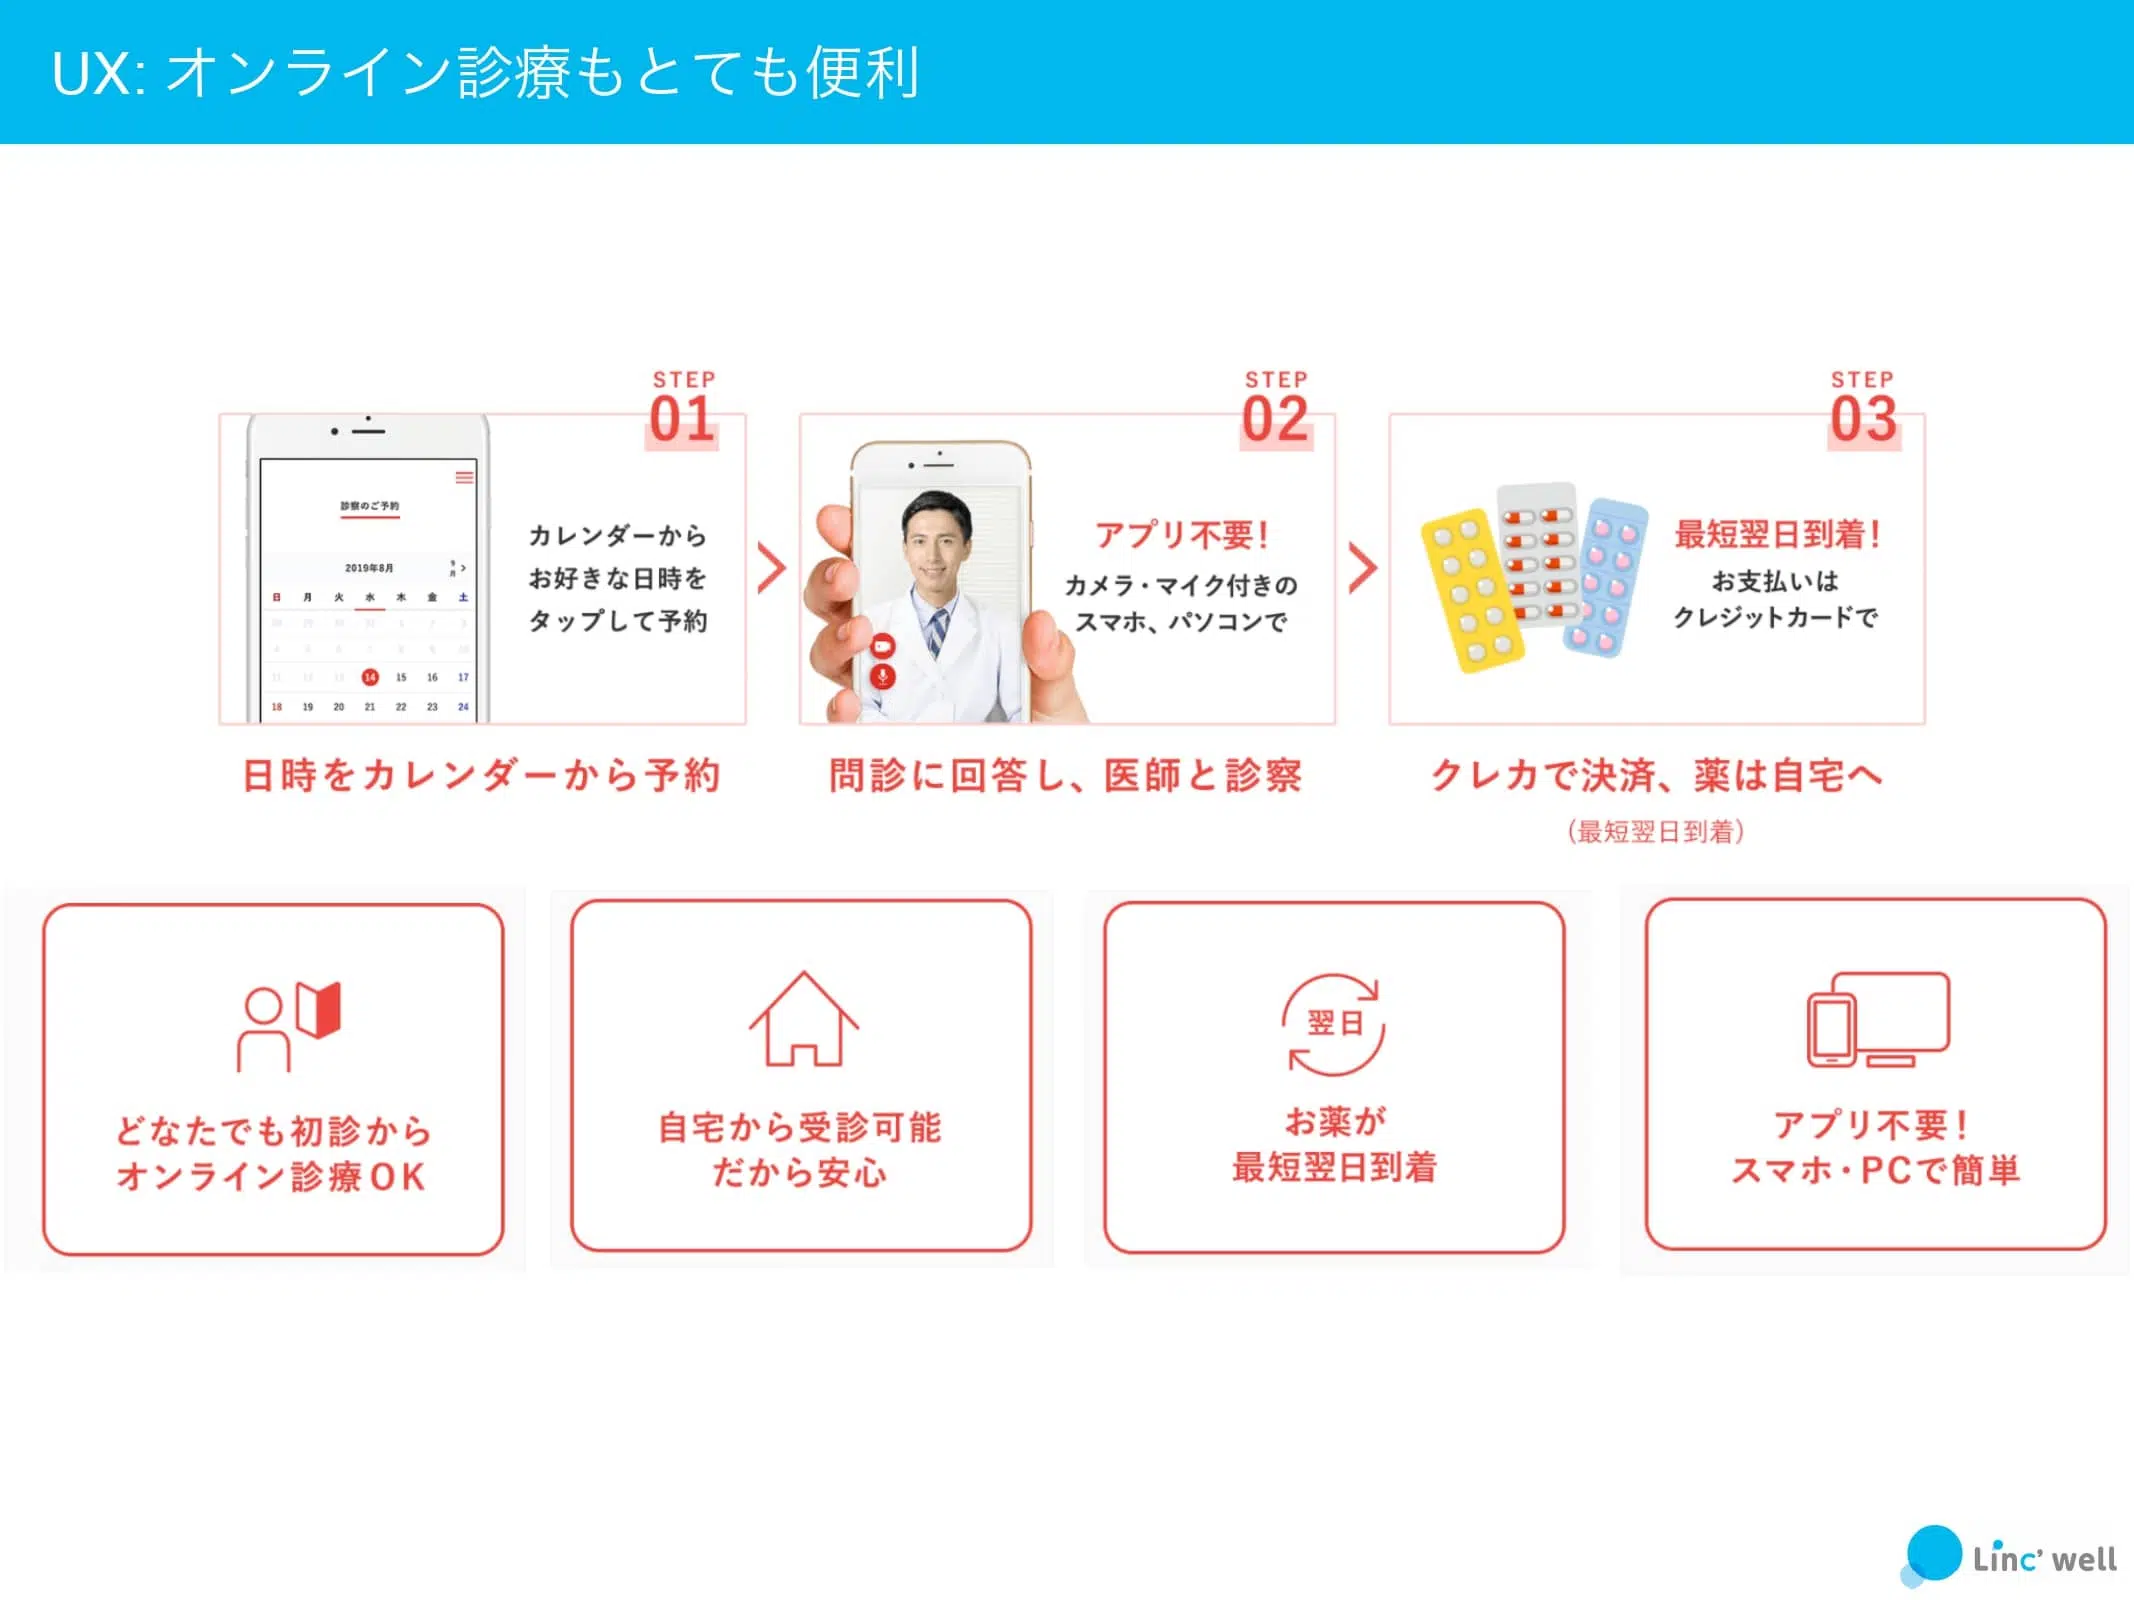 UX: オンライン診療もとても便利
STEP
01
診察のご予約
2019年8月
9月
日 月 火 水 木 金 土
14 15 16 17
18 19 20 21 22 23 24
カレンダーから
お好きな日時を
タップして予約
日時をカレンダーから予約
STEP
02
アプリ不要!
カメラ・マイク付きの
スマホ、パソコンで
問診に回答し、医師と診察
STEP
03
最短翌日到着!
お支払いは
クレジットカードで
クレカで決済、薬は自宅へ
(最短翌日到着)
どなたでも初診から
オンライン診療OK
自宅から受診可能
だから安心
翌日
お薬が
最短翌日到着
アプリ不要!
スマホ・PCで簡単
Linc' well